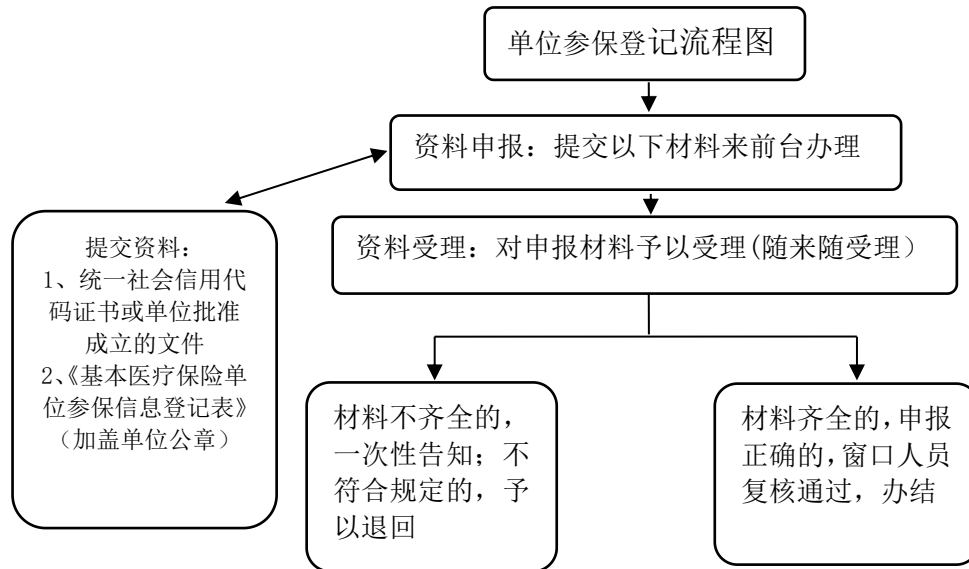 单位参保登记流程图
资料申报：提交以下材料来前台办理
资料受理：对申报材料予以受理(随来随受理）
提交资料：
1、统一社会信用代
码证书或单位批准
成立的文件
2、《基本医疗保险单
位参保信息登记表》
（加盖单位公章）
材料不齐全的，
一次性告知；不
符合规定的，予
以退回
材料齐全的，申报
正确的，窗口人员
复核通过，办结